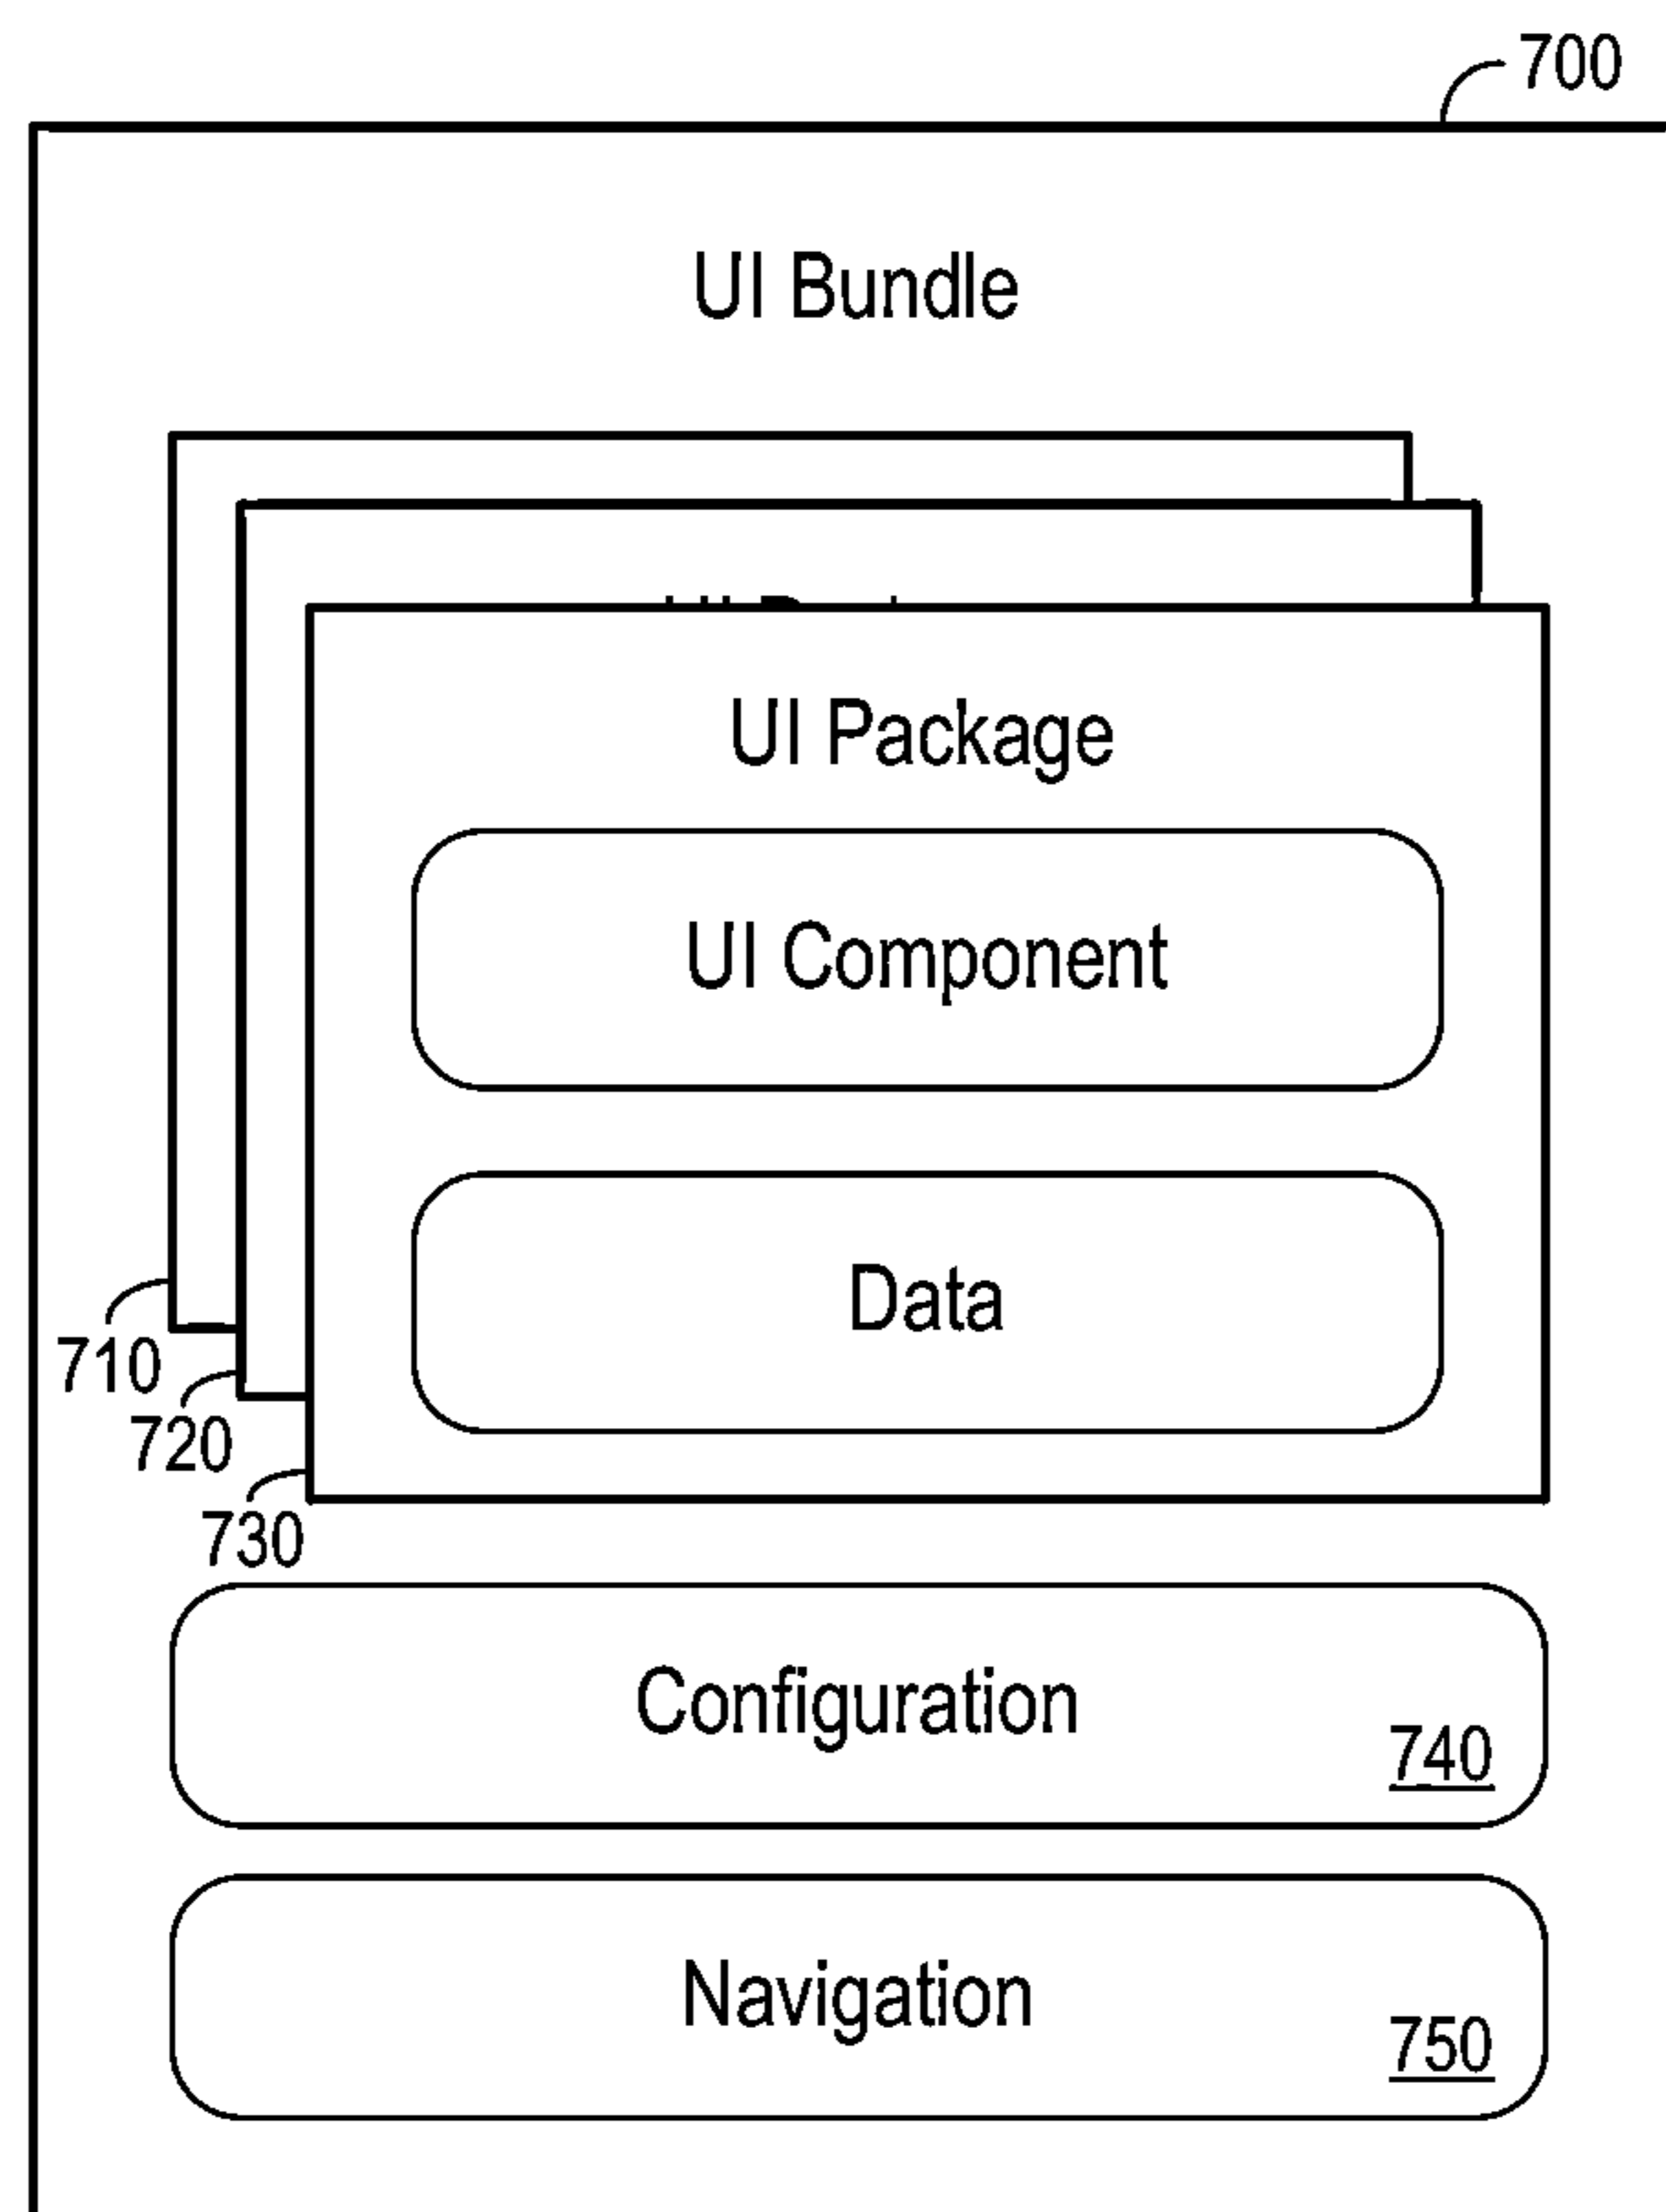 700
UI Bundle
UI Package
UI Component
Data
710
720
730
Configuration
740
Navigation
750